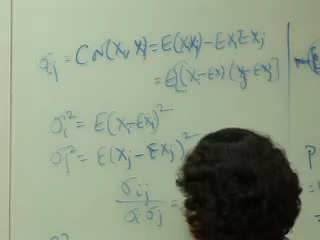 σij = Cov(Xi, Xj) = E(XiXj) - EXiEXj
= E[(Xi-EXi)(Xj-EXj)]
σi² = E(Xi-EXi)²
σj² = E(Xj-EXj)²
σij / σiσj =